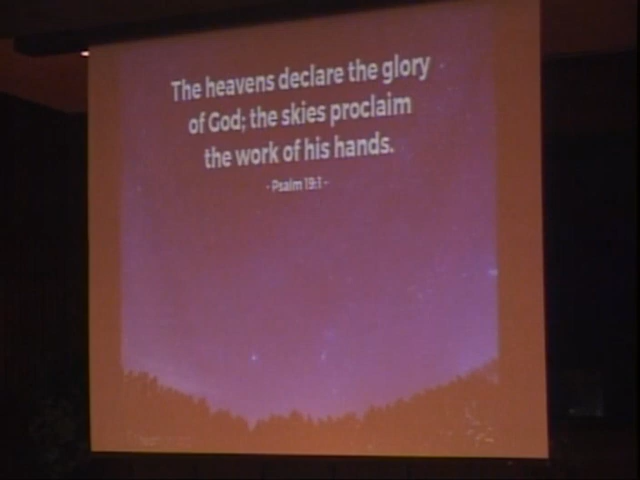 The heavens declare the glory
of God; the skies proclaim
the work of his hands.
- Psalm 19:1 -